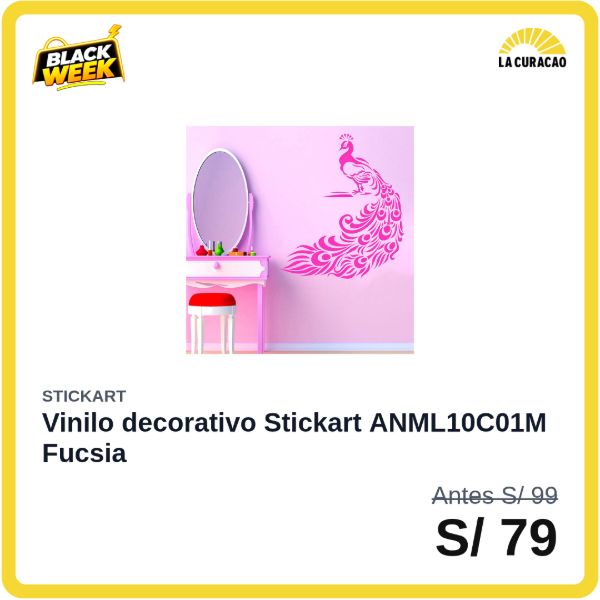 BLACK
WEEK
LA CURACAO
STICKART
Vinilo decorativo Stickart ANML10C01M
Fucsia
Antes S/ 99
S/ 79